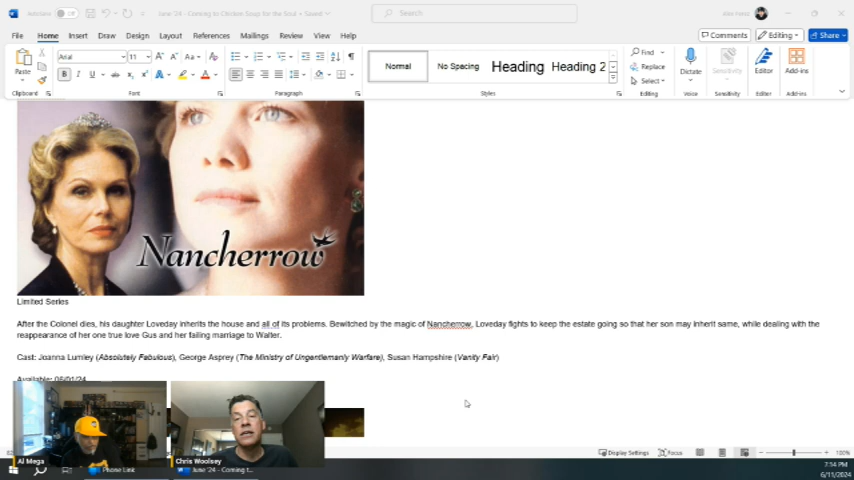 AutoSave
Off
June '24 - Coming to Chicken Soup for the Soul • Saved
Search
File Home Insert Draw Design Layout References Mailings Review View Help
Comments
Editing
Share
Paste
Arial
11
Normal
No Spacing
Heading
Heading 2
Find
Replace
Select
Dictate
Sensitivity
Editor
Add-ins
Clipboard
Font
Paragraph
Styles
Editing
Voice
Sensitivity
Editor
Add-ins
Nancherrow
Limited Series
After the Colonel dies, his daughter Loveday inherits the house and all of its problems. Bewitched by the magic of Nancherrow, Loveday fights to keep the estate going so that her son may inherit same, while dealing with the
reappearance of her one true love Gus and her failing marriage to Walter.
Cast: Joanna Lumley (Absolutely Fabulous), George Asprey (The Ministry of Ungentlemanly Warfare), Susan Hampshire (Vanity Fair)
Available: 06/01/24
Al Mega
Chris Woolsey
Display Settings
Focus
100%
Phone Link
June '24 - Coming t...
7:54 PM
6/11/2024